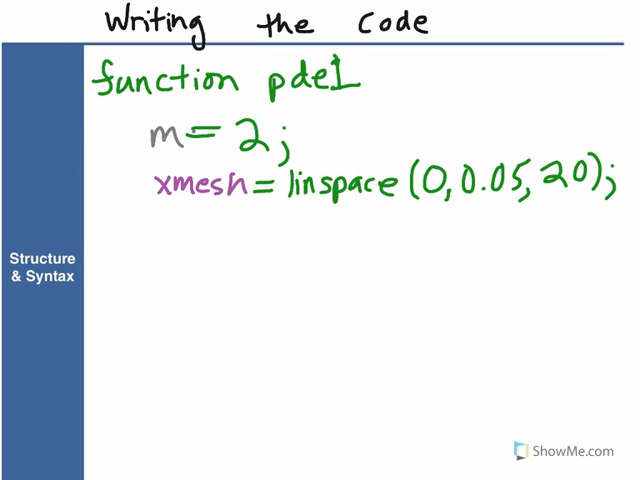 Writing the Code
function pde1
m = 2;
xmesh = linspace (0, 0.05, 20);
Structure
& Syntax
ShowMe.com